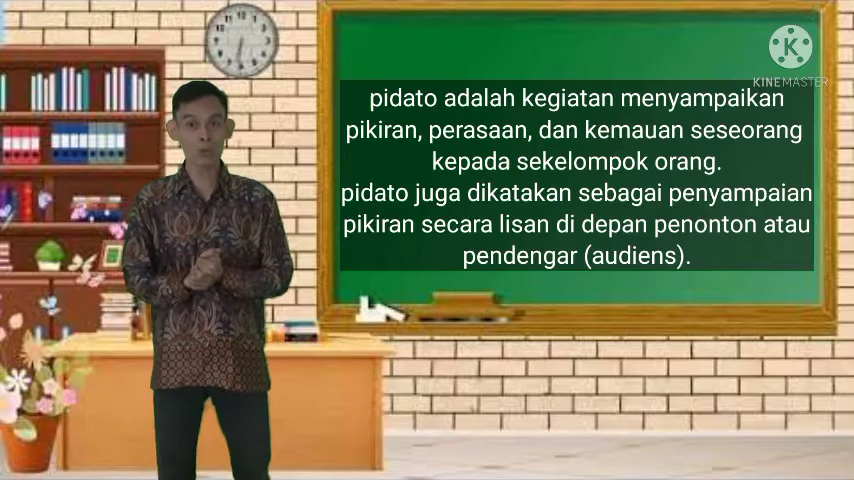 KINEMASTER
pidato adalah kegiatan menyampaikan
pikiran, perasaan, dan kemauan seseorang
kepada sekelompok orang.
pidato juga dikatakan sebagai penyampaian
pikiran secara lisan di depan penonton atau
pendengar (audiens).